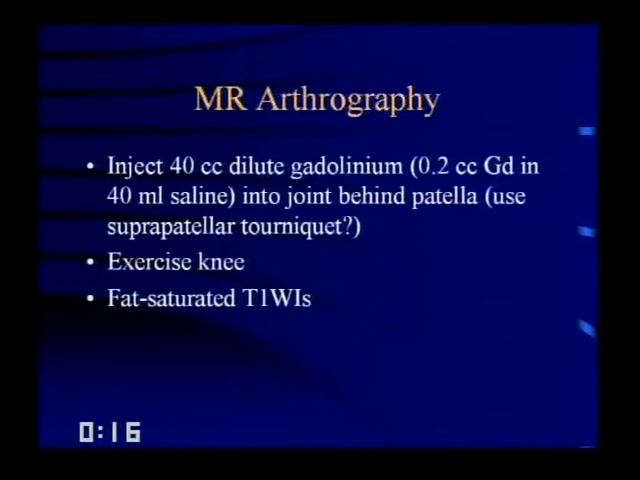 MR Arthrography
• Inject 40 cc dilute gadolinium (0.2 cc Gd in
40 ml saline) into joint behind patella (use
suprapatellar tourniquet?)
• Exercise knee
• Fat-saturated T1WIs
0:16